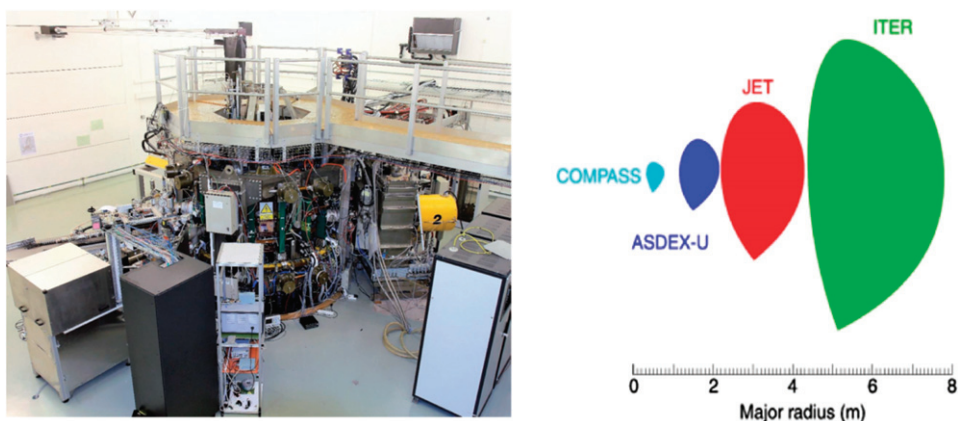 2
ITER
JET
COMPASS
ASDEX-U
0 2 4 6 8
Major radius (m)